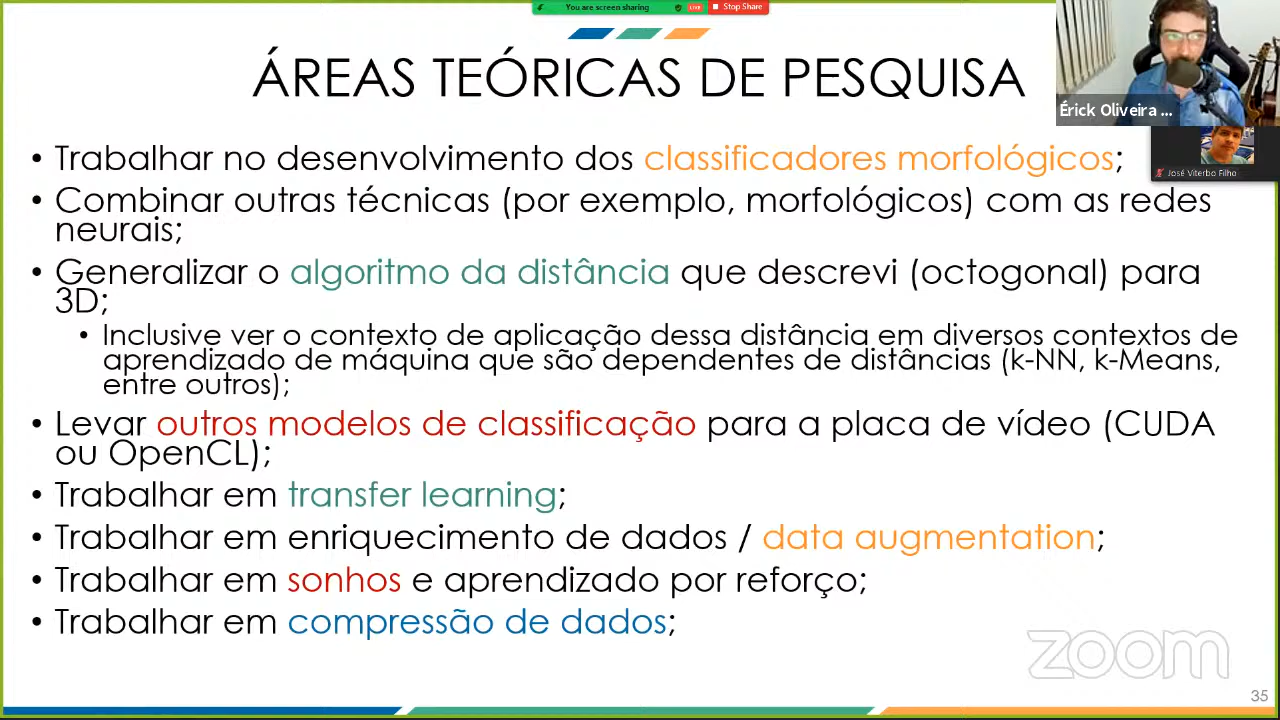 You are screen sharing
LIVE
Stop Share
ÁREAS TEÓRICAS DE PESQUISA
Érick Oliveira ...
José Viterbo Filho
• Trabalhar no desenvolvimento dos classificadores morfológicos;
• Combinar outras técnicas (por exemplo, morfológicos) com as redes
neurais;
• Generalizar o algoritmo da distância que descrevi (octogonal) para
3D;
• Inclusive ver o contexto de aplicação dessa distância em diversos contextos de
aprendizado de máquina que são dependentes de distâncias (k-NN, k-Means,
entre outros);
• Levar outros modelos de classificação para a placa de vídeo (CUDA
ou OpenCL);
• Trabalhar em transfer learning;
• Trabalhar em enriquecimento de dados / data augmentation;
• Trabalhar em sonhos e aprendizado por reforço;
• Trabalhar em compressão de dados;
zoom
35